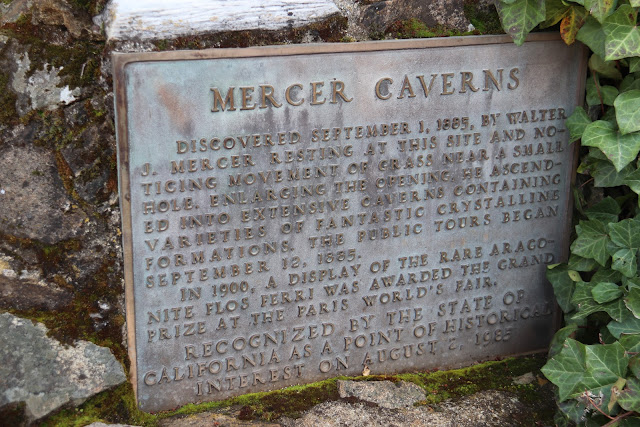 MERCER CAVERNS
DISCOVERED SEPTEMBER 1, 1885, BY WALTER
J. MERCER RESTING AT THIS SITE AND NO-
TICING MOVEMENT OF GRASS NEAR A SMALL
HOLE. ENLARGING THE OPENING, HE ASCEND-
ED INTO EXTENSIVE CAVERNS CONTAINING
VARIETIES OF FANTASTIC CRYSTALLINE
FORMATIONS. THE PUBLIC TOURS BEGAN
SEPTEMBER 12, 1885.
IN 1900, A DISPLAY OF THE RARE ARAGO-
NITE FLOS FERRI WAS AWARDED THE GRAND
PRIZE AT THE PARIS WORLD'S FAIR.
RECOGNIZED BY THE STATE OF
CALIFORNIA AS A POINT OF HISTORICAL
INTEREST ON AUGUST 2, 1985